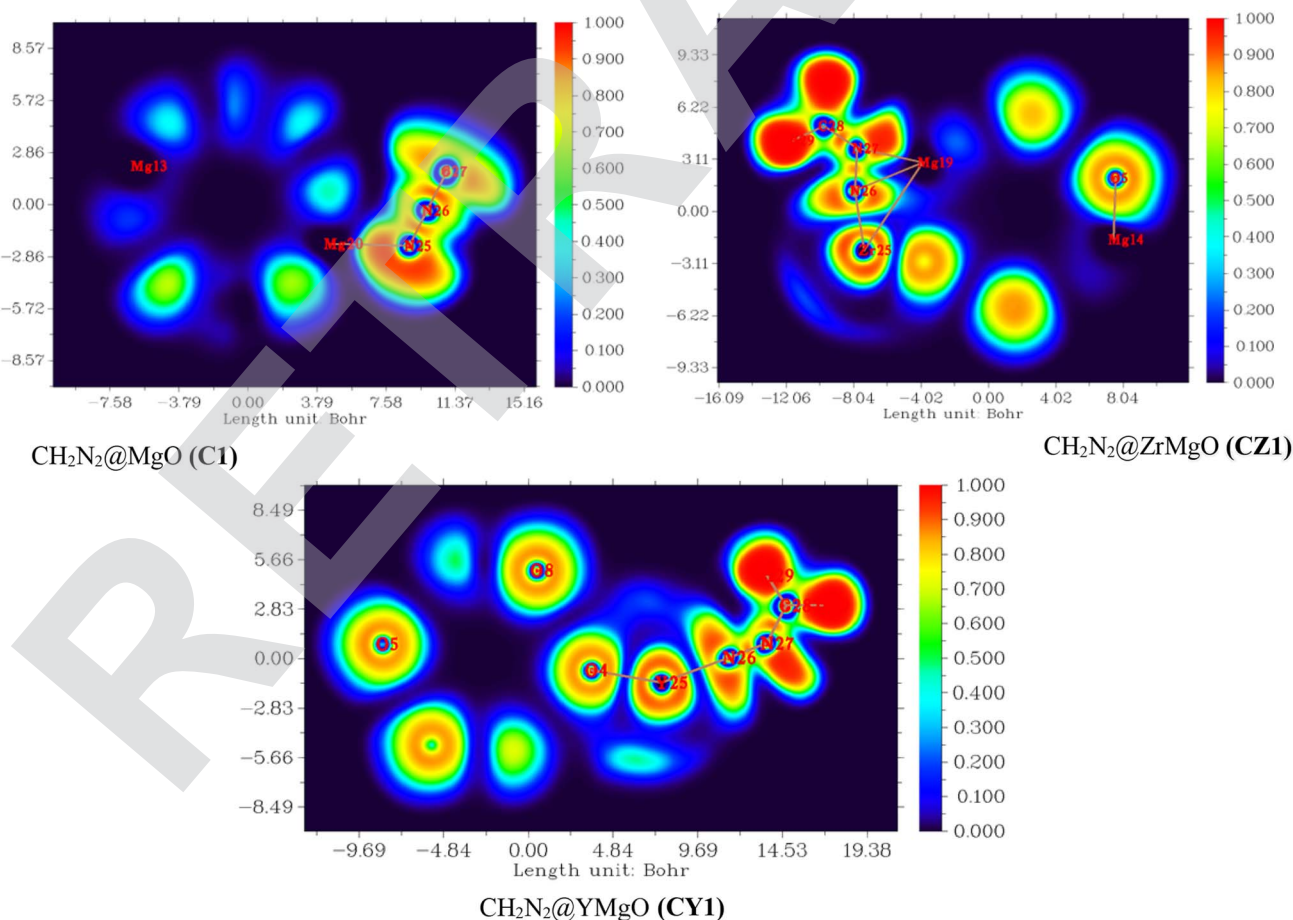 1.000
8.57
0.900
5.72
0.800
0.700
2.86
Mg13
0.600
0.00
N26
0.500
Mg30
N25
0.400
-2.86
0.300
-5.72
0.200
0.100
-8.57
0.000
-7.58 -3.79 0.00 3.79 7.58 11.37 15.16
Length unit: Bohr
CH₂N₂@MgO (C1)
1.000
9.33
0.900
0.800
6.22
0.700
N27
3.11
Mg19
0.600
N26
0.500
0.00
Mg14
0.400
-3.11
0.300
-6.22
0.200
0.100
-9.33
0.000
-16.09 -12.06 -8.04 -4.02 0.00 4.02 8.04
Length unit: Bohr
CH₂N₂@ZrMgO (CZ1)
1.000
8.49
0.900
5.66
0.800
0.700
2.83
0.600
N27
0.00
N26
0.500
Y25
0.400
-2.83
0.300
-5.66
0.200
0.100
-8.49
0.000
-9.69 -4.84 0.00 4.84 9.69 14.53 19.38
Length unit: Bohr
CH₂N₂@YMgO (CY1)
RETRA